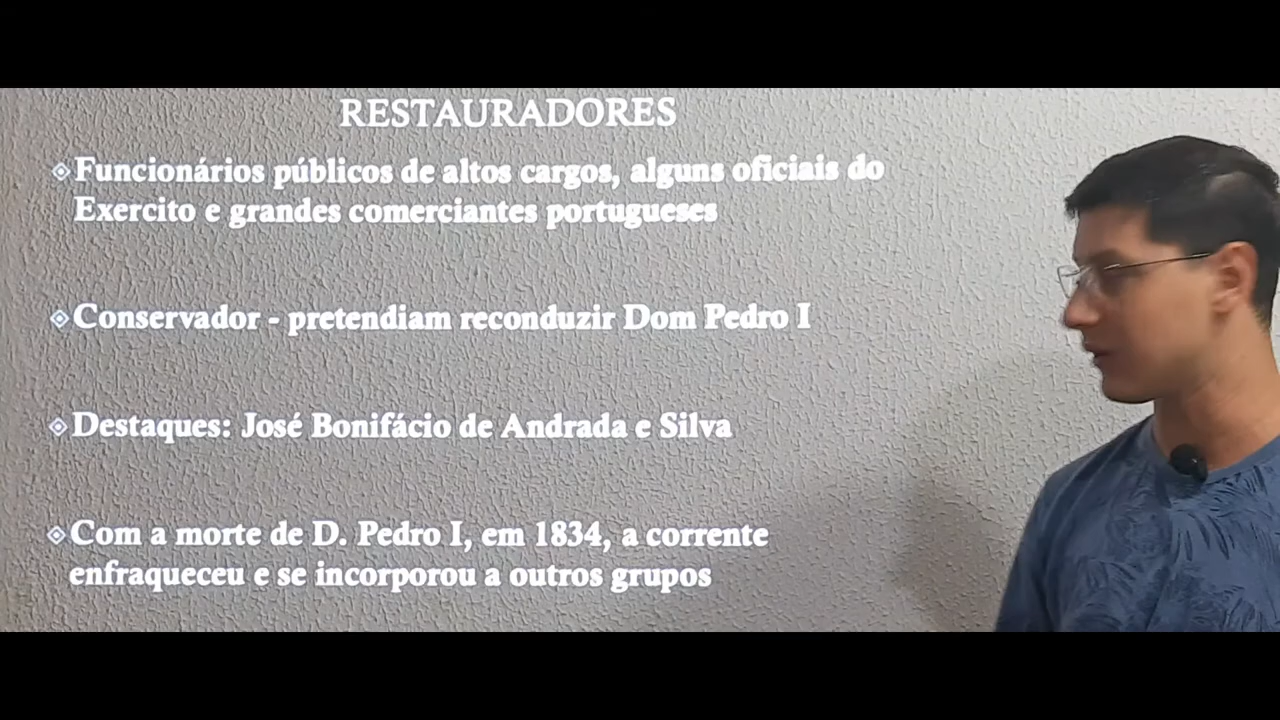 RESTAURADORES
Funcionários públicos de altos cargos, alguns oficiais do
Exercito e grandes comerciantes portugueses
Conservador - pretendiam reconduzir Dom Pedro I
Destaques: José Bonifácio de Andrada e Silva
Com a morte de D. Pedro I, em 1834, a corrente
enfraqueceu e se incorporou a outros grupos